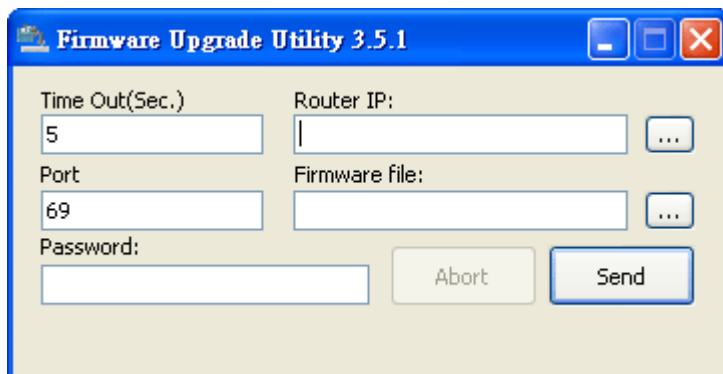 Firmware Upgrade Utility 3.5.1
Time Out(Sec.) Router IP:
5 ...
Port Firmware file:
69 ...
Password:
Abort Send